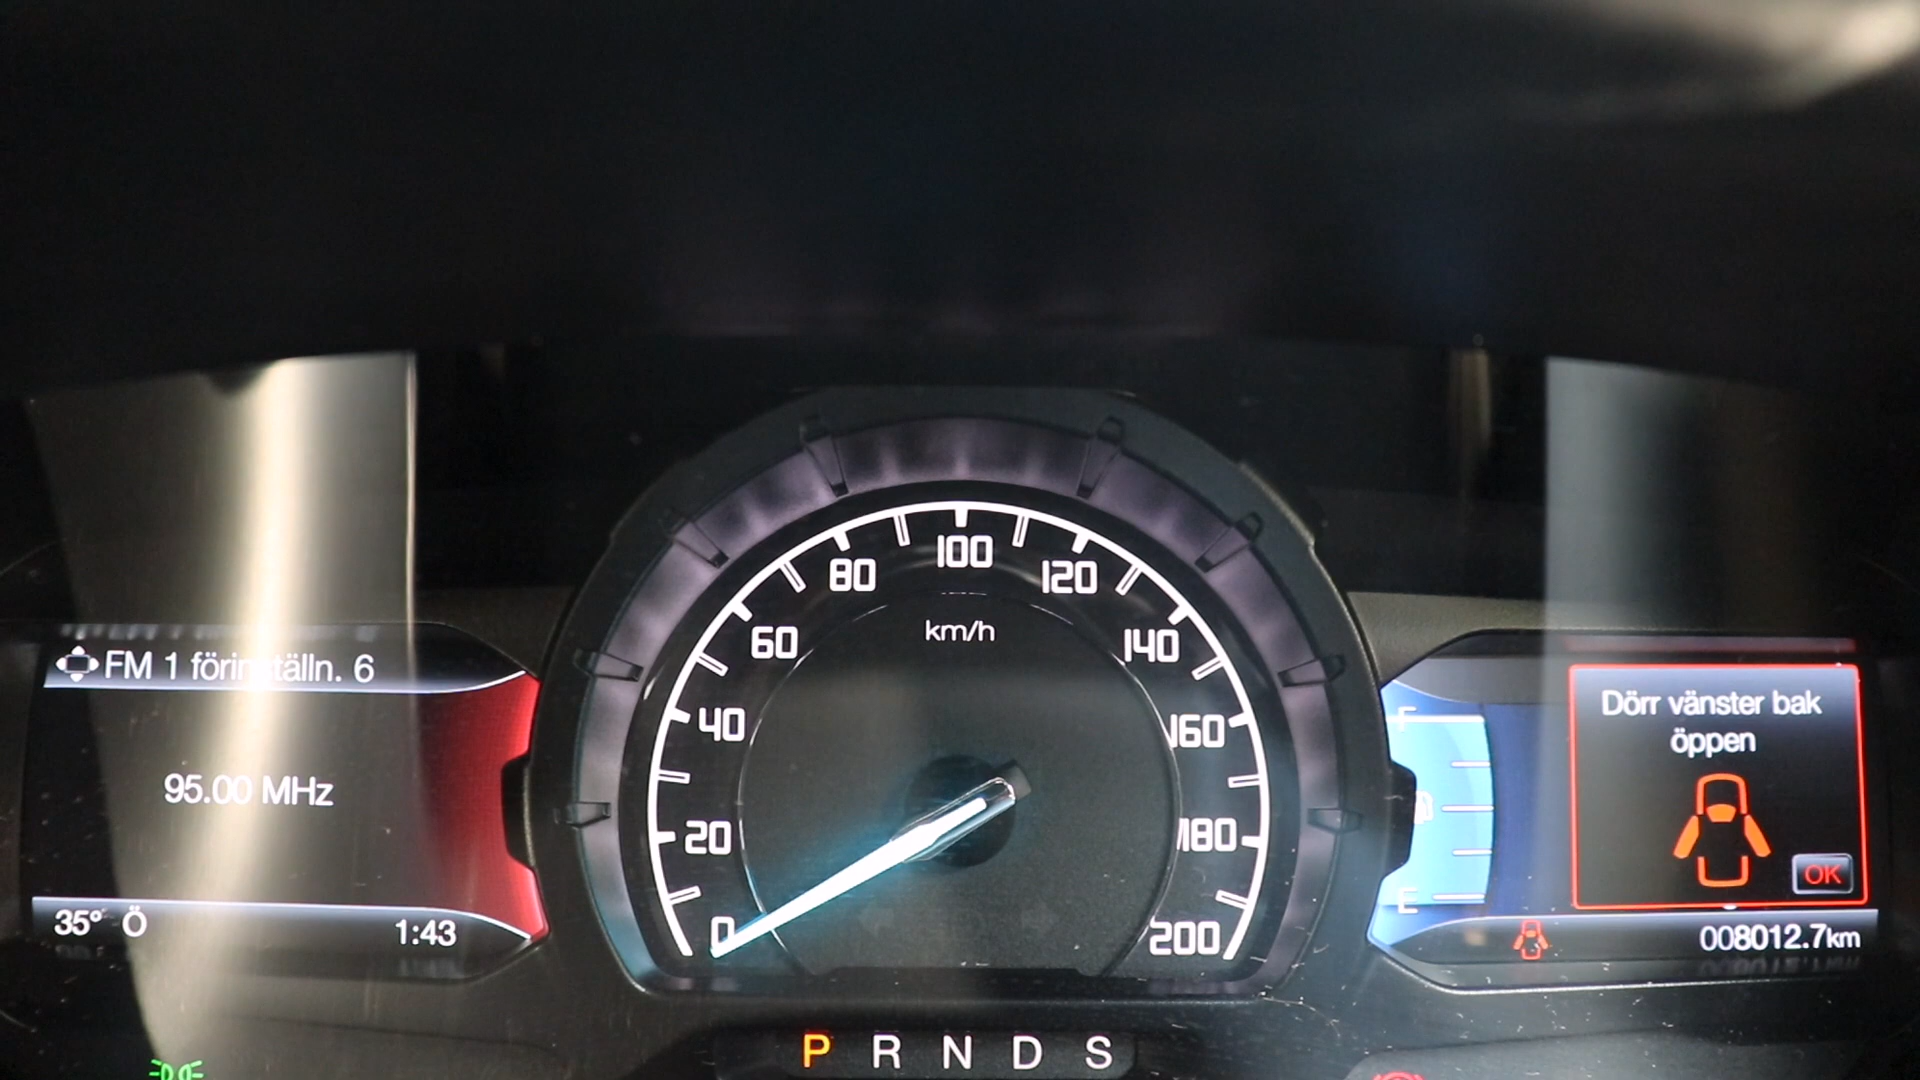 FM 1 förinställn. 6
95.00 MHz
35° Ö
1:43
0
20
40
60
80
100
120
140
160
180
200
km/h
F
E
Dörr vänster bak
öppen
OK
008012.7km
P R N D S